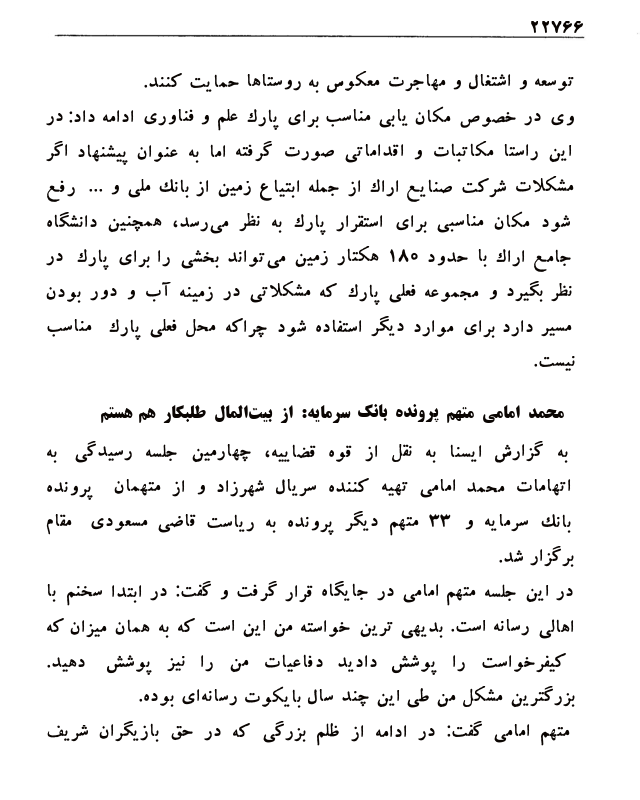 ۲۲۷۶۶
توسعه و اشتغال و مهاجرت معکوس به روستاها حمایت کنند.
وی در خصوص مکان یابی مناسب برای پارك علم و فناوری ادامه داد: در
این راستا مکاتبات و اقداماتی صورت گرفته اما به عنوان پیشنهاد اگر
مشکلات شرکت صنایع اراك از جمله ابتیاع زمین از بانك ملی و ... رفع
شود مکان مناسبی برای استقرار پارك به نظر می‌رسد، همچنین دانشگاه
جامع اراك با حدود ۱۸۰ هکتار زمین می‌تواند بخشی را برای پارك در
نظر بگیرد و مجموعه فعلی پارك که مشکلاتی در زمینه آب و دور بودن
مسیر دارد برای موارد دیگر استفاده شود چراکه محل فعلی پارك مناسب
نیست.
محمد امامی متهم پرونده بانک سرمایه: از بیت‌المال طلبکار هم هستم
به گزارش ایسنا به نقل از قوه قضاییه، چهارمین جلسه رسیدگی به
اتهامات محمد امامی تهیه کننده سریال شهرزاد و از متهمان پرونده
بانك سرمایه و ۳۳ متهم دیگر پرونده به ریاست قاضی مسعودی مقام
برگزار شد.
در این جلسه متهم امامی در جایگاه قرار گرفت و گفت: در ابتدا سخنم با
اهالی رسانه است. بدیهی ترین خواسته من این است که به همان میزان که
کیفرخواست را پوشش دادید دفاعیات من را نیز پوشش دهید.
بزرگترین مشکل من طی این چند سال بایکوت رسانه‌ای بوده.
متهم امامی گفت: در ادامه از ظلم بزرگی که در حق بازیگران شریف